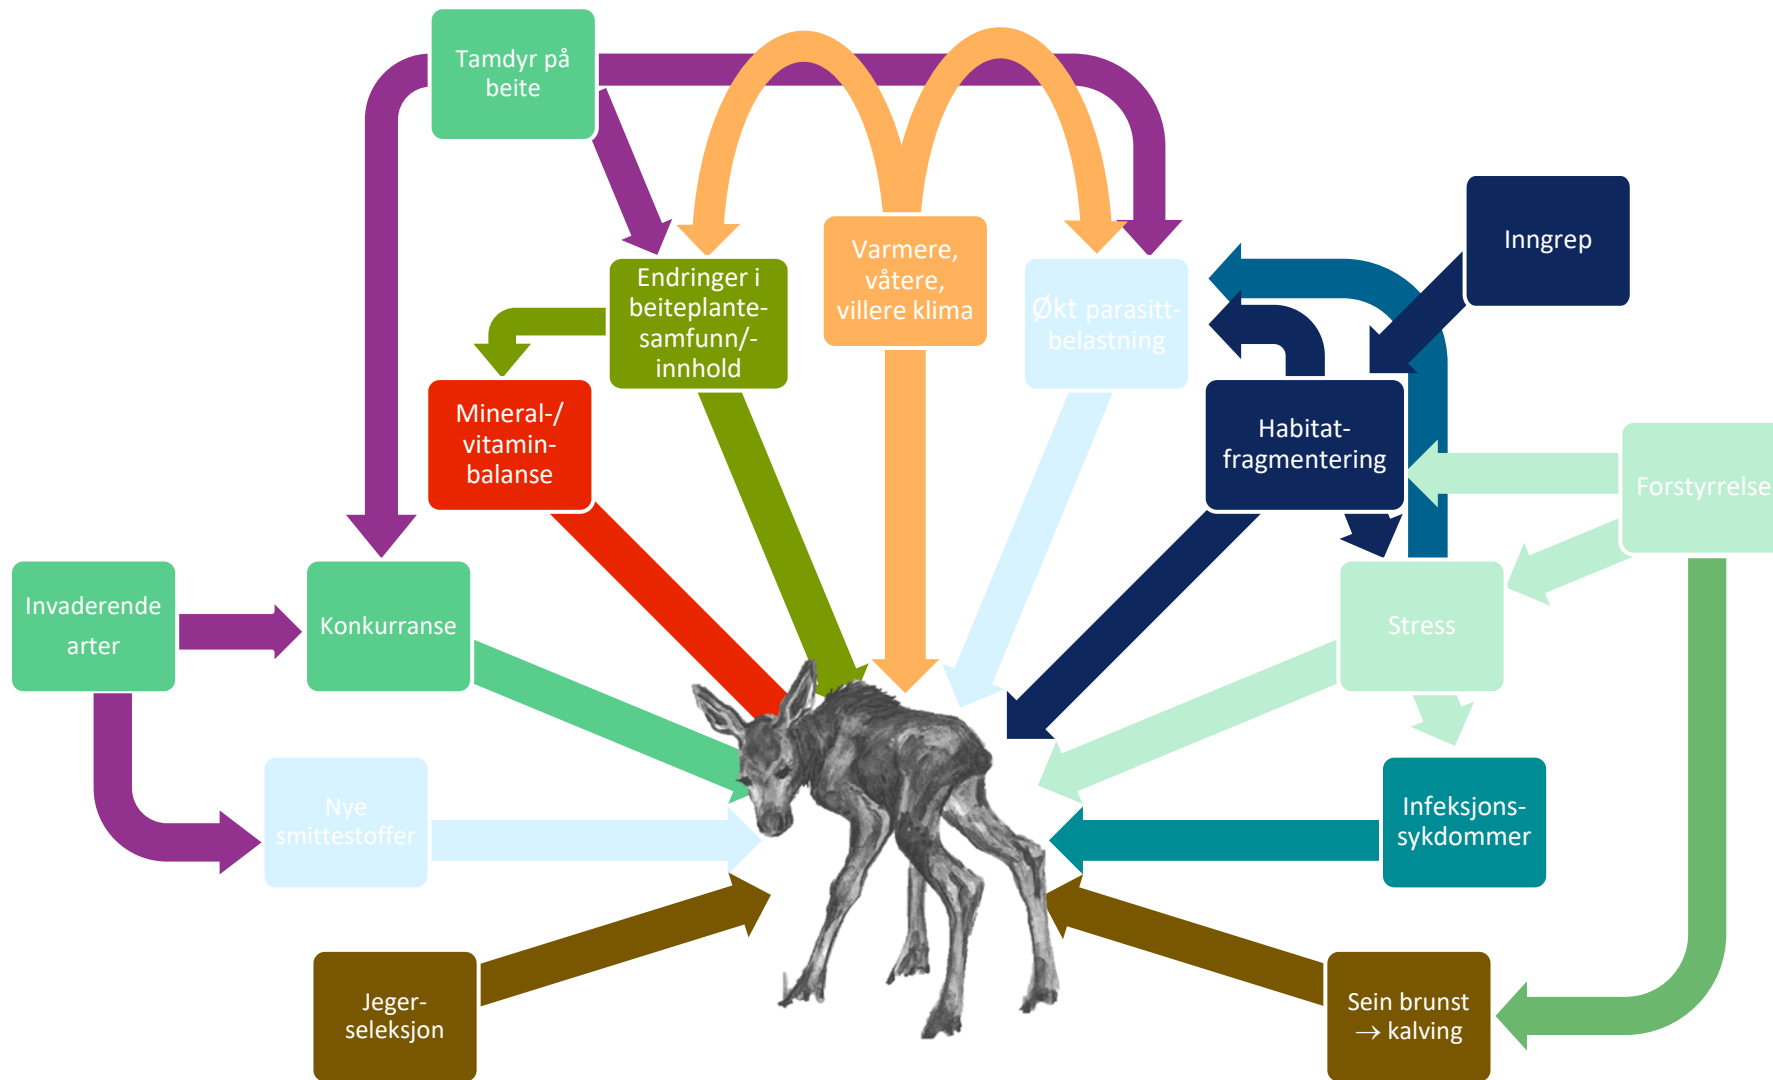 Tamdyr på
beite
Inngrep
Varmere,
våtere,
villere klima
Endringer i
beiteplante-
samfunn/-
innhold
Økt parasitt-
belastning
Mineral-/
vitamin-
balanse
Habitat-
fragmentering
Forstyrrelse
Invaderende
arter
Konkurranse
Stress
Nye
smittestoffer
Infeksjons-
sykdommer
Jeger-
seleksjon
Sein brunst
→ kalving